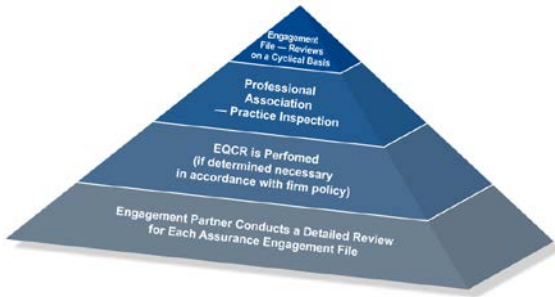 Engagement
File — Reviews
on a Cyclical Basis
Professional
Association
— Practice Inspection
EQCR is Perfomed
(if determined necessary
in accordance with firm policy)
Engagement Partner Conducts a Detailed Review
for Each Assurance Engagement File